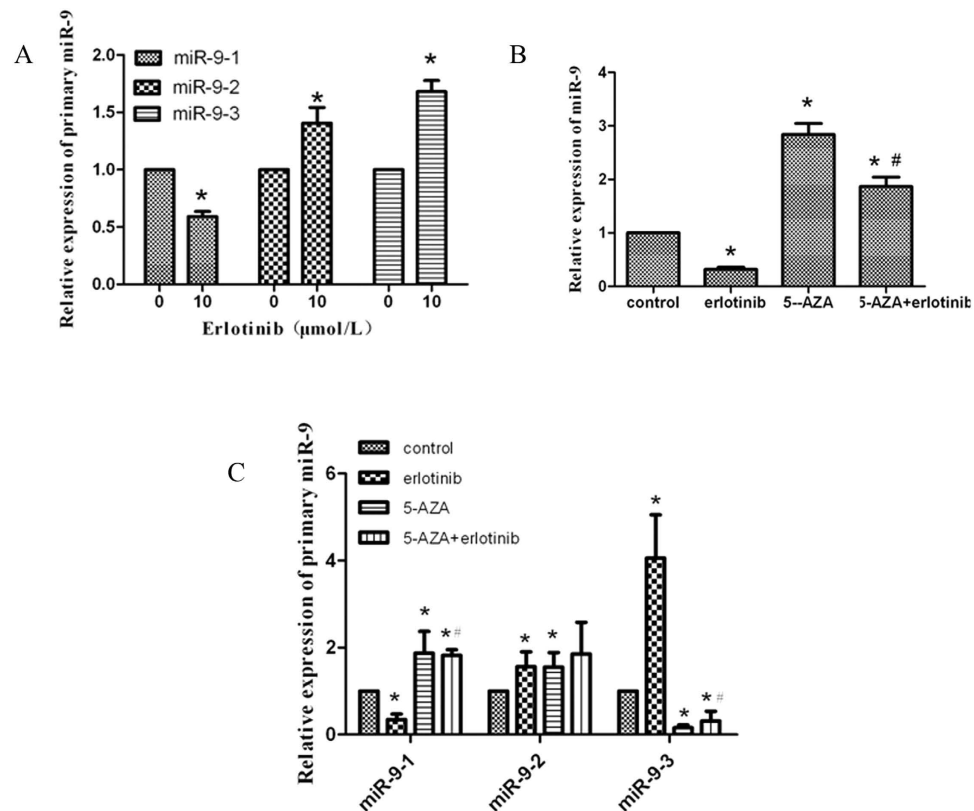 A
Relative expression of primary miR-9
2.0
1.5
1.0
0.5
0.0
miR-9-1
miR-9-2
miR-9-3
*
*
*
0 10 0 10 0 10
Erlotinib (μmol/L)
B
Relative expression of miR-9
4
3
2
1
0
*
*
* #
control erlotinib 5--AZA 5-AZA+erlotinib
C
Relative expression of primary miR-9
6
4
2
0
control
erlotinib
5-AZA
5-AZA+erlotinib
*
*
* #
*
*
*
*
* #
miR-9-1 miR-9-2 miR-9-3